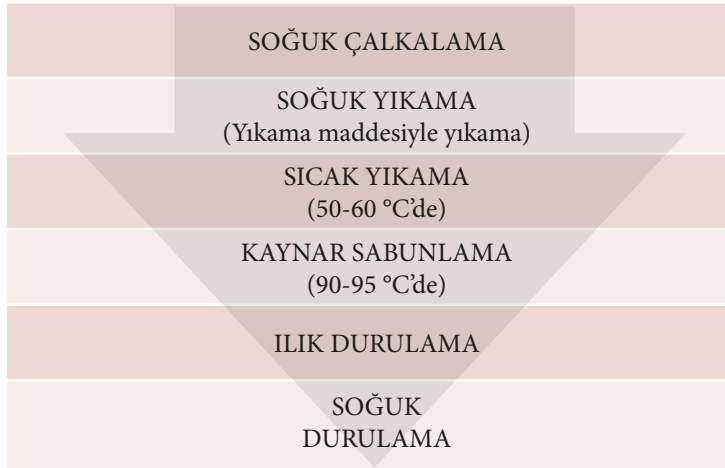 SOĞUK ÇALKALAMA
SOĞUK YIKAMA
(Yıkama maddesiyle yıkama)
SICAK YIKAMA
(50-60 °C’de)
KAYNAR SABUNLAMA
(90-95 °C’de)
ILIK DURULAMA
SOĞUK
DURULAMA